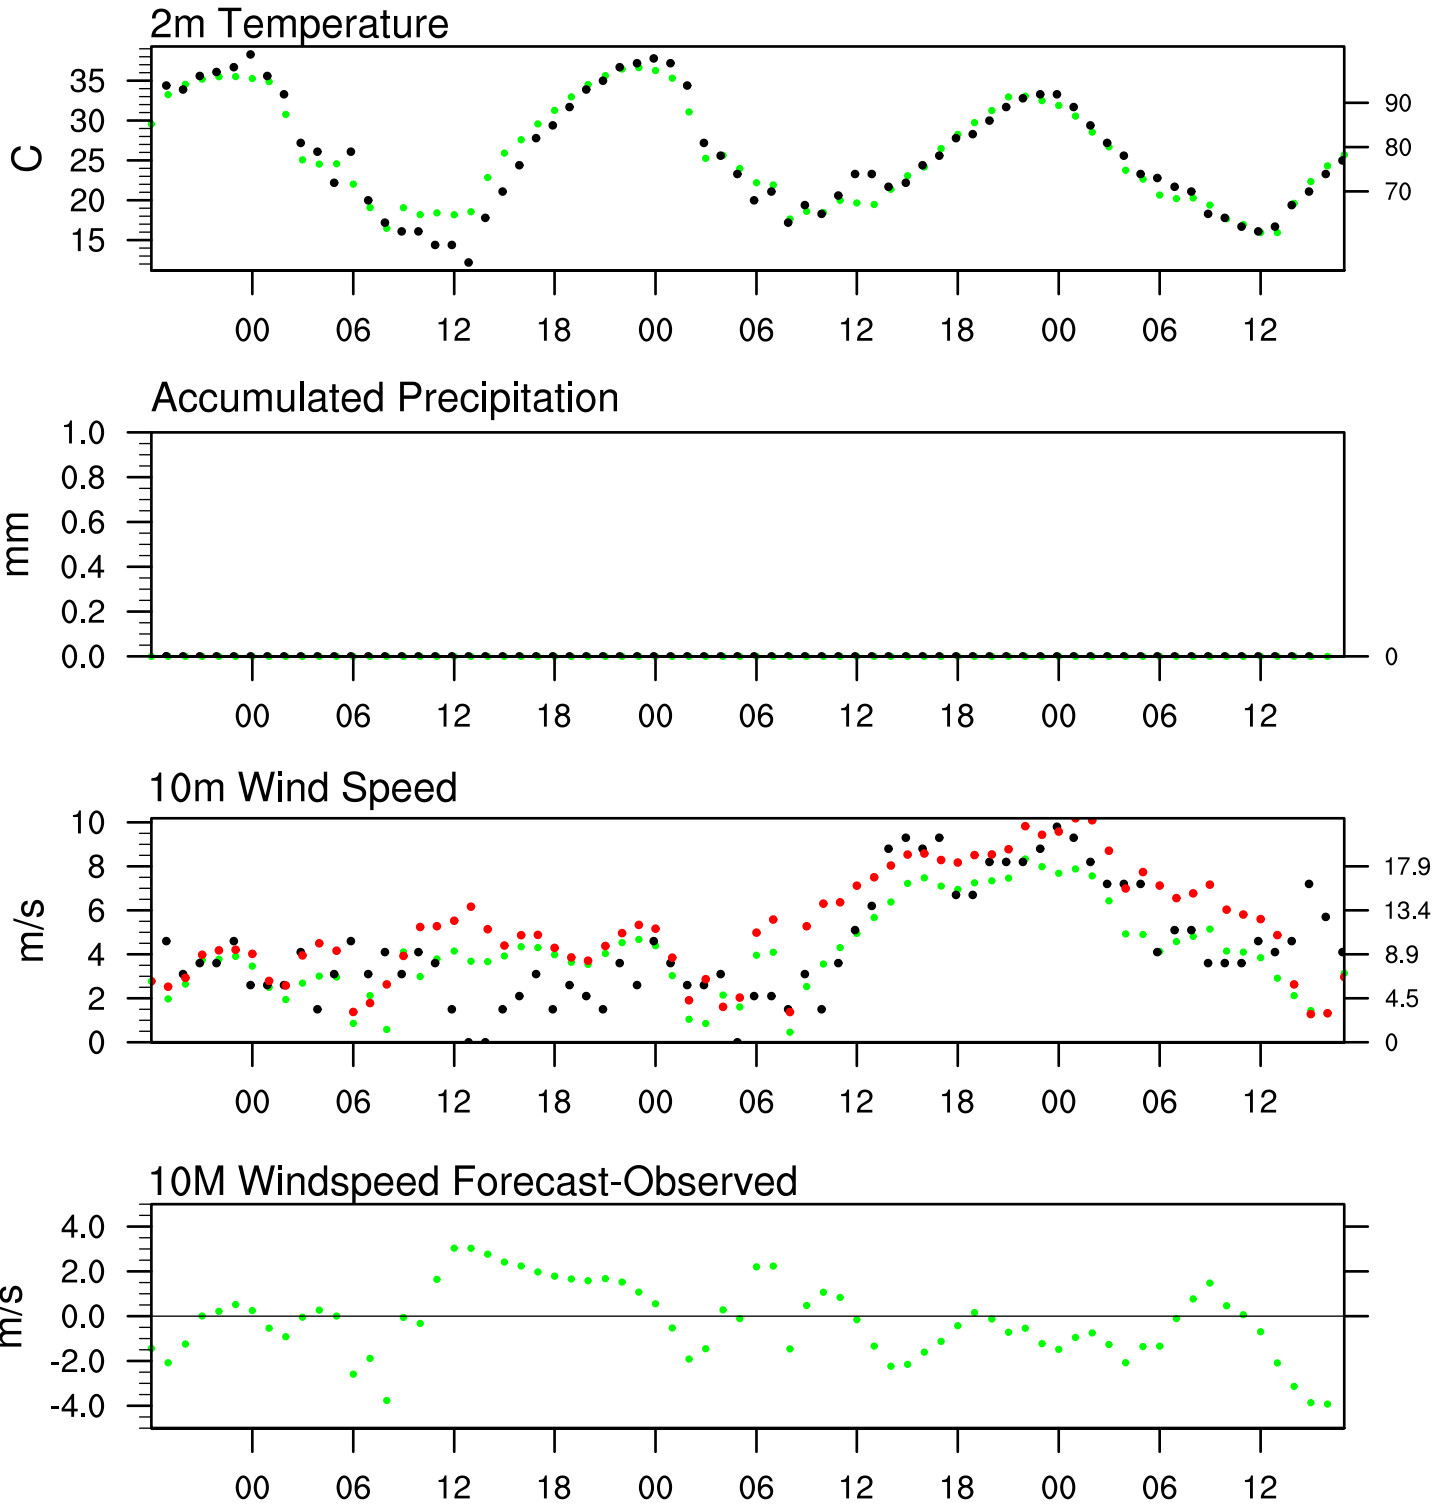 2m Temperature
C
35
30
25
20
15
90
80
70
00 06 12 18 00 06 12 18 00 06 12
Accumulated Precipitation
mm
1.0
0.8
0.6
0.4
0.2
0.0
0
00 06 12 18 00 06 12 18 00 06 12
10m Wind Speed
m/s
10
8
6
4
2
0
17.9
13.4
8.9
4.5
0
00 06 12 18 00 06 12 18 00 06 12
10M Windspeed Forecast-Observed
m/s
4.0
2.0
0.0
-2.0
-4.0
00 06 12 18 00 06 12 18 00 06 12